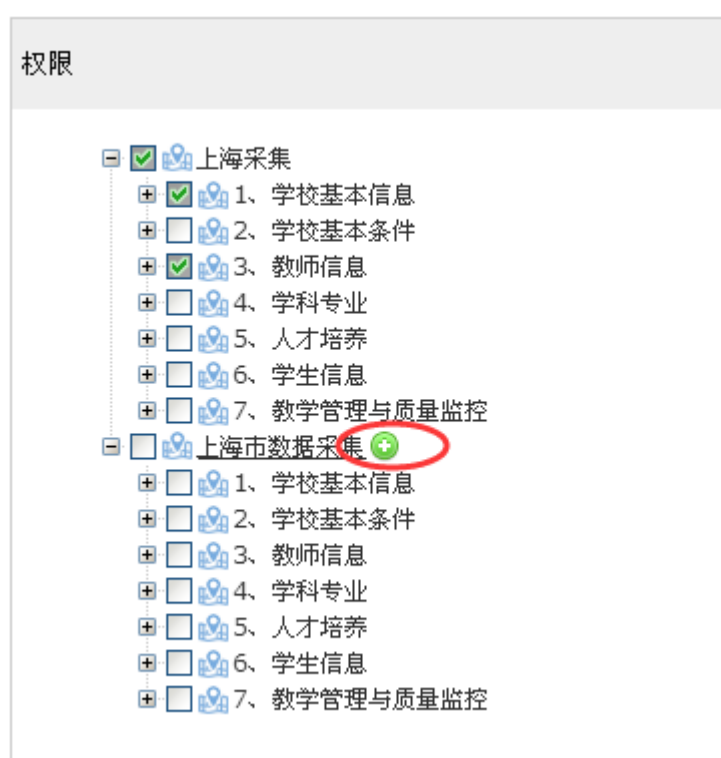 权限
上海采集
1、学校基本信息
2、学校基本条件
3、教师信息
4、学科专业
5、人才培养
6、学生信息
7、教学管理与质量监控
上海市数据采集
1、学校基本信息
2、学校基本条件
3、教师信息
4、学科专业
5、人才培养
6、学生信息
7、教学管理与质量监控